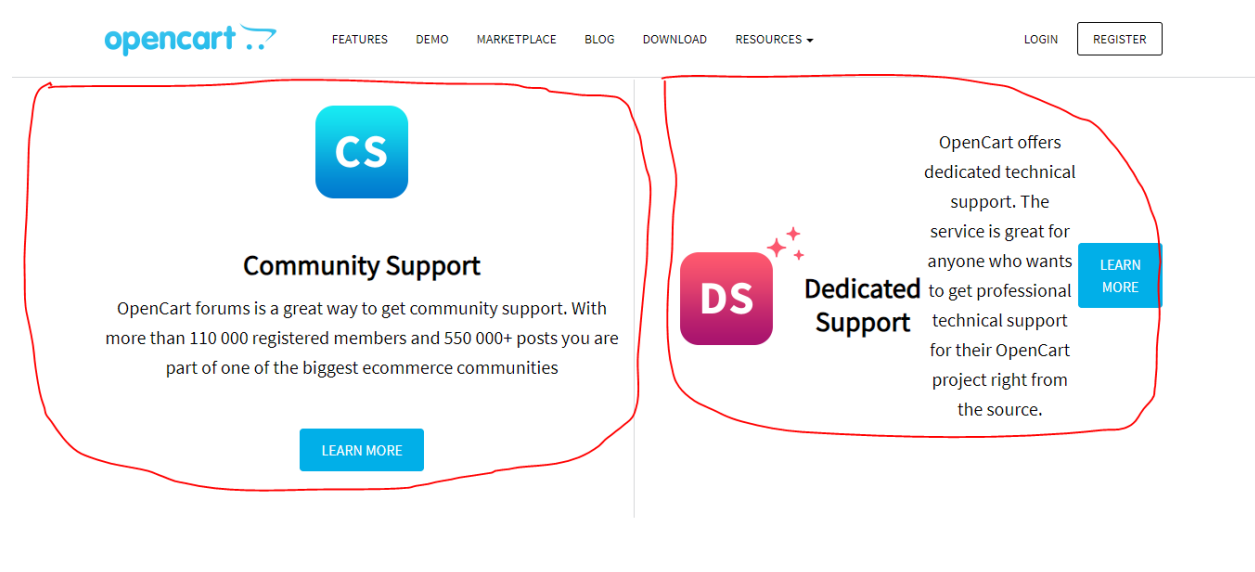 opencart
FEATURES DEMO MARKETPLACE BLOG DOWNLOAD RESOURCES LOGIN REGISTER
CS
Community Support
OpenCart forums is a great way to get community support. With
more than 110 000 registered members and 550 000+ posts you are
part of one of the biggest ecommerce communities
LEARN MORE
DS
Dedicated
Support
OpenCart offers
dedicated technical
support. The
service is great for
anyone who wants
to get professional
technical support
for their OpenCart
project right from
the source.
LEARN
MORE